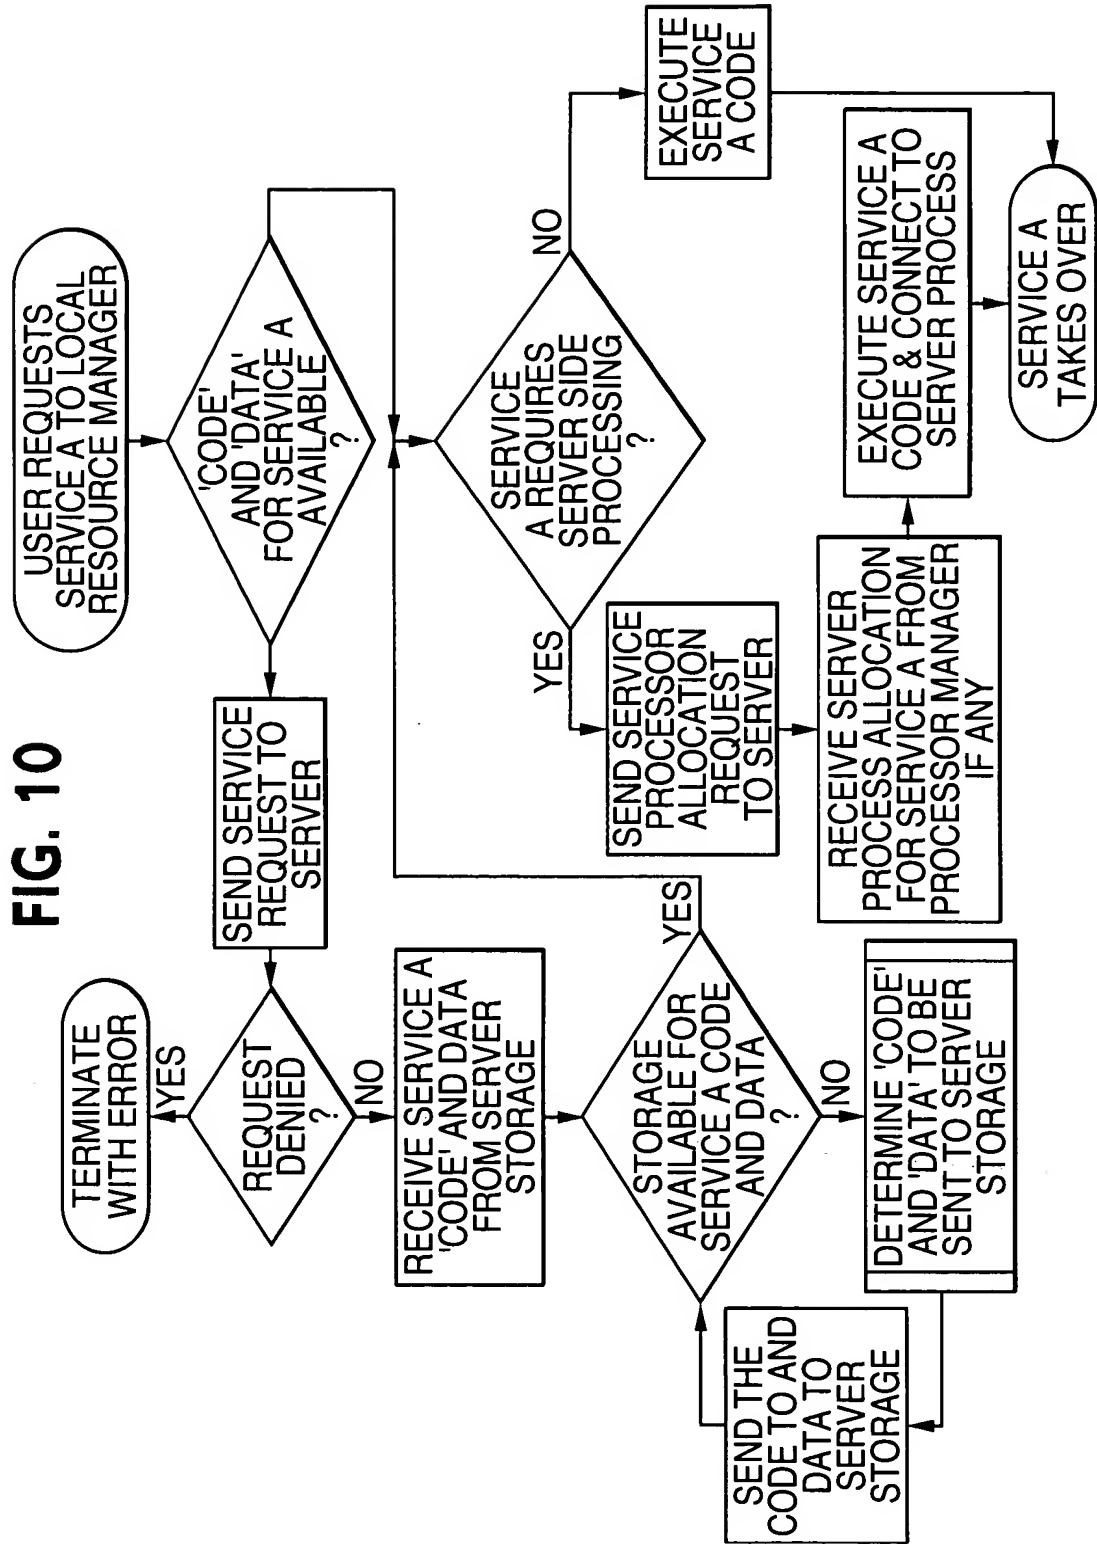 FIG. 10
USER REQUESTS
SERVICE A TO LOCAL
RESOURCE MANAGER
'CODE'
AND 'DATA'
FOR SERVICE A
AVAILABLE
?
SEND SERVICE
REQUEST TO
SERVER
REQUEST
DENIED
?
YES
TERMINATE
WITH ERROR
NO
RECEIVE SERVICE A
'CODE' AND DATA
FROM SERVER
STORAGE
STORAGE
AVAILABLE FOR
SERVICE A CODE
AND DATA
?
YES
NO
DETERMINE 'CODE'
AND 'DATA' TO BE
SENT TO SERVER
STORAGE
SEND THE
CODE TO AND
DATA TO
SERVER
STORAGE
SERVICE
A REQUIRES
SERVER SIDE
PROCESSING
?
YES
SEND SERVICE
PROCESSOR
ALLOCATION
REQUEST
TO SERVER
RECEIVE SERVER
PROCESS ALLOCATION
FOR SERVICE A FROM
PROCESSOR MANAGER
IF ANY
EXECUTE SERVICE A
CODE & CONNECT TO
SERVER PROCESS
NO
EXECUTE
SERVICE
A CODE
SERVICE A
TAKES OVER